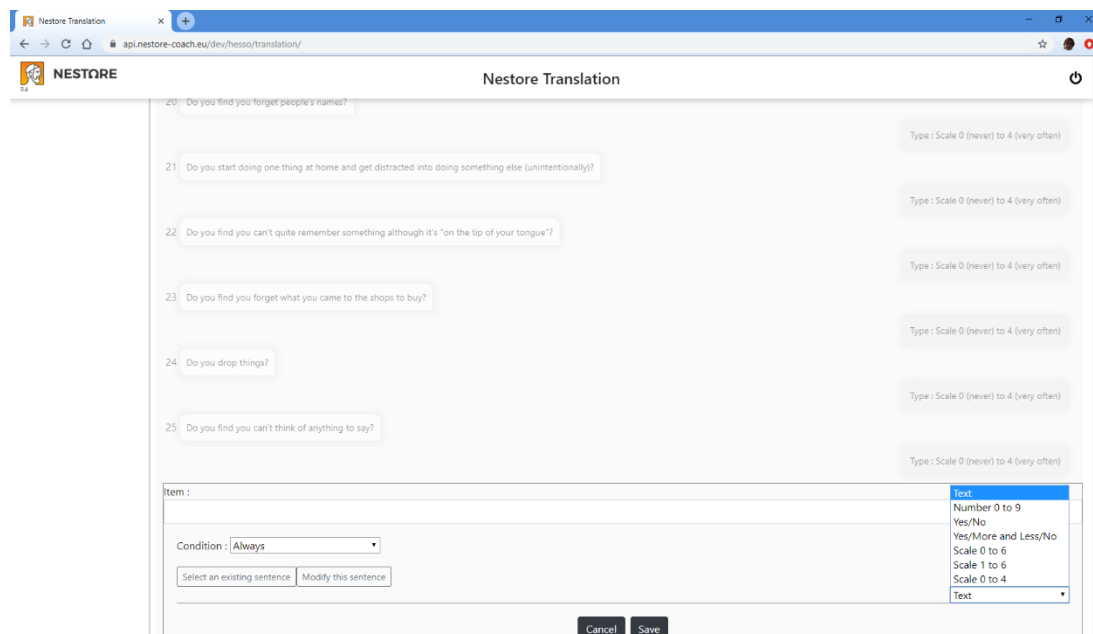 Nestore Translation
api.nestore-coach.eu/dev/hesso/translation/
NESTORE
0.4
Nestore Translation
20 Do you find you forget people's names?
Type : Scale 0 (never) to 4 (very often)
21 Do you start doing one thing at home and get distracted into doing something else (unintentionally)?
Type : Scale 0 (never) to 4 (very often)
22 Do you find you can't quite remember something although it's "on the tip of your tongue"?
Type : Scale 0 (never) to 4 (very often)
23 Do you find you forget what you came to the shops to buy?
Type : Scale 0 (never) to 4 (very often)
24 Do you drop things?
Type : Scale 0 (never) to 4 (very often)
25 Do you find you can't think of anything to say?
Type : Scale 0 (never) to 4 (very often)
Item :
Text
Number 0 to 9
Yes/No
Yes/More and Less/No
Scale 0 to 6
Scale 1 to 6
Scale 0 to 4
Text
Condition : Always
Select an existing sentence Modify this sentence
Cancel Save